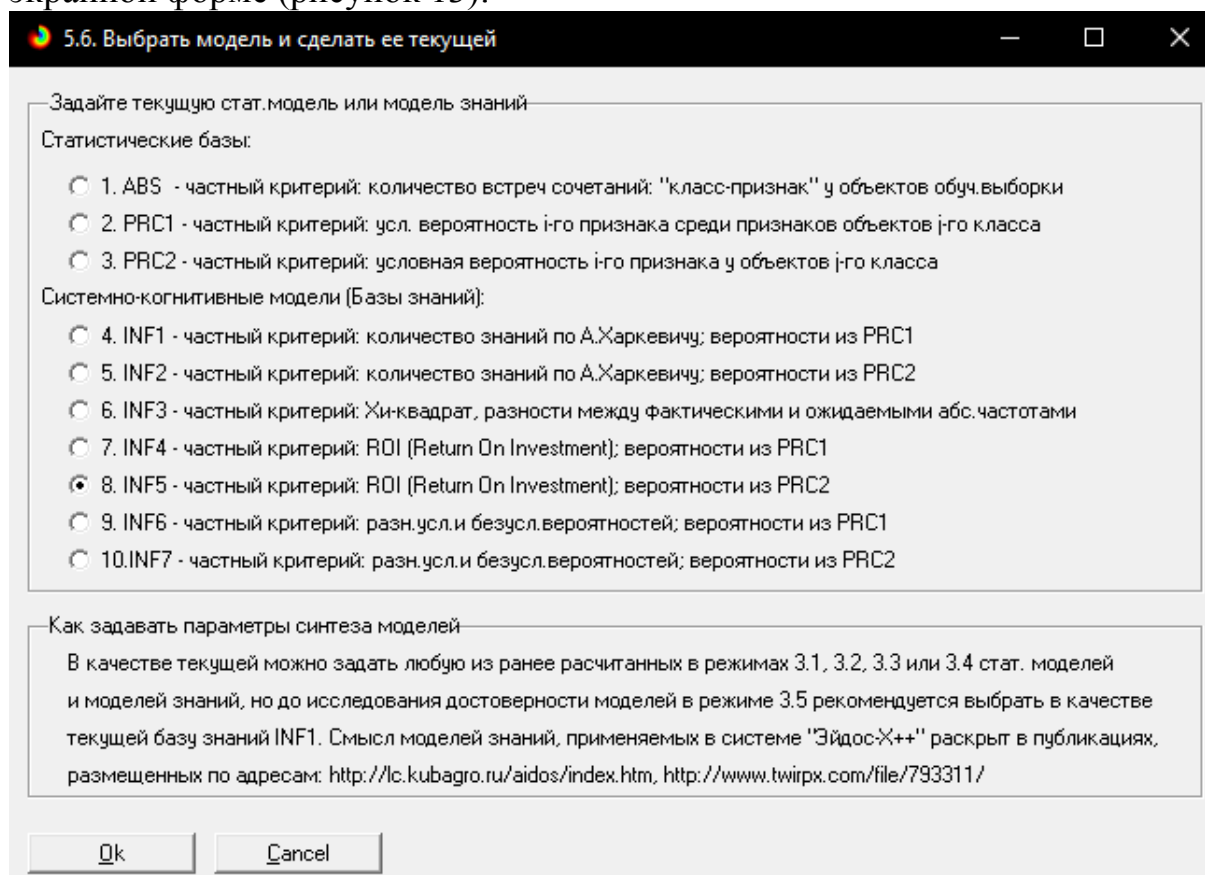 экранной форме (рисунок 13).
5.6. Выбрать модель и сделать ее текущей
Задайте текущую стат.модель или модель знаний
Статистические базы:
1. ABS - частный критерий: количество встреч сочетаний: "класс-признак" у объектов обуч.выборки
2. PRC1 - частный критерий: усл. вероятность i-го признака среди признаков объектов j-го класса
3. PRC2 - частный критерий: условная вероятность i-го признака у объектов j-го класса
Системно-когнитивные модели (Базы знаний):
4. INF1 - частный критерий: количество знаний по А.Харкевичу; вероятности из PRC1
5. INF2 - частный критерий: количество знаний по А.Харкевичу; вероятности из PRC2
6. INF3 - частный критерий: Хи-квадрат, разности между фактическими и ожидаемыми абс.частотами
7. INF4 - частный критерий: ROI (Return On Investment); вероятности из PRC1
8. INF5 - частный критерий: ROI (Return On Investment); вероятности из PRC2
9. INF6 - частный критерий: разн.усл.и безусл.вероятностей; вероятности из PRC1
10.INF7 - частный критерий: разн.усл.и безусл.вероятностей; вероятности из PRC2
Как задавать параметры синтеза моделей
В качестве текущей можно задать любую из ранее расчитанных в режимах 3.1, 3.2, 3.3 или 3.4 стат. моделей
и моделей знаний, но до исследования достоверности моделей в режиме 3.5 рекомендуется выбрать в качестве
текущей базу знаний INF1. Смысл моделей знаний, применяемых в системе "Эйдос-Х++" раскрыт в публикациях,
размещенных по адресам: http://lc.kubagro.ru/aidos/index.htm, http://www.twirpx.com/file/793311/
Ok Cancel